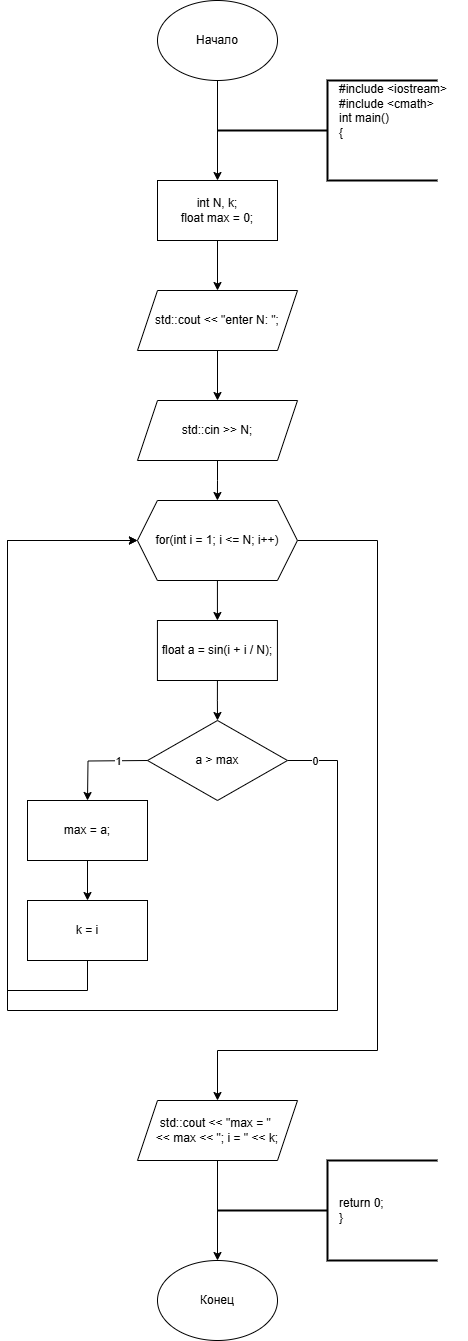 Начало
#include <iostream>
#include <cmath>
int main()
{
int N, k;
float max = 0;
std::cout << "enter N: ";
std::cin >> N;
for(int i = 1; i <= N; i++)
float a = sin(i + i / N);
a > max
1
0
max = a;
k = i
std::cout << "max = "
<< max << "; i = " << k;
return 0;
}
Конец